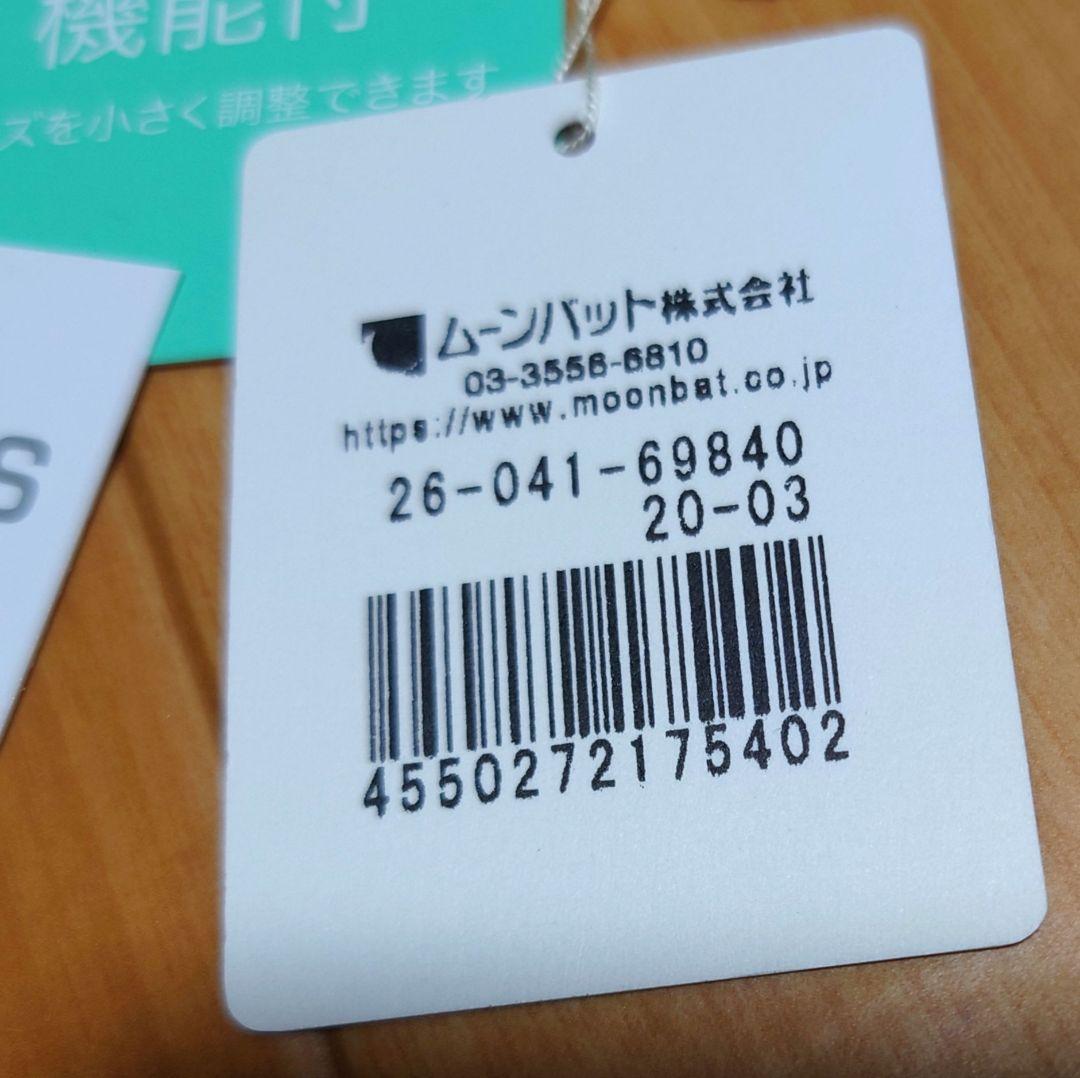 機能付
ズを小さく調整できます
S
ムーンバット株式会社
03-3556-6810
https://www.moonbat.co.jp
26-041-69840
20-03
4550272175402